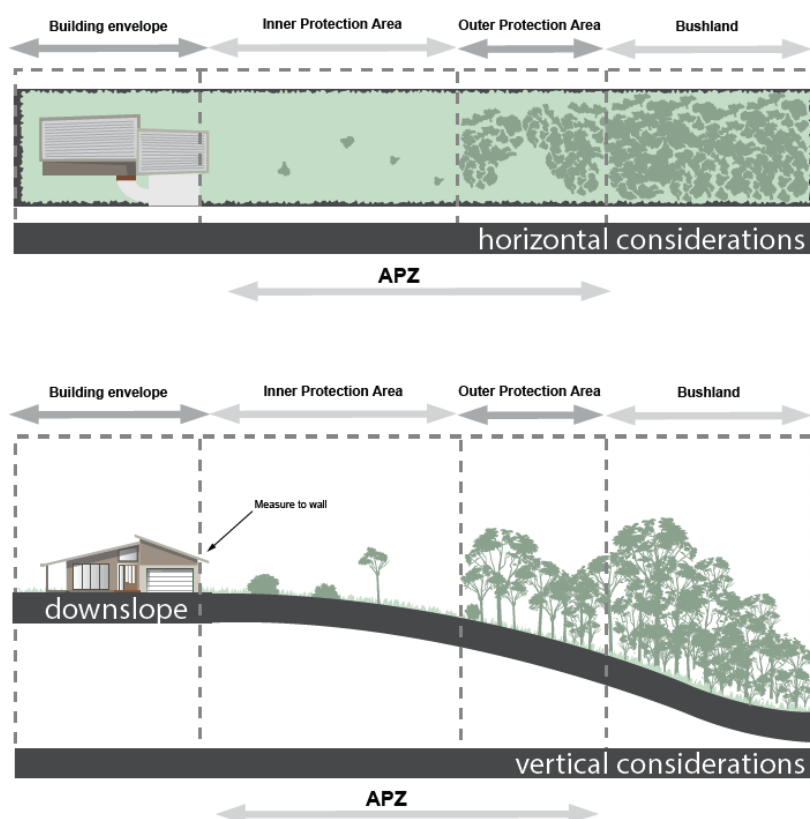 Building envelope
Inner Protection Area
Outer Protection Area
Bushland
horizontal considerations
APZ
Building envelope
Inner Protection Area
Outer Protection Area
Bushland
Measure to wall
downslope
vertical considerations
APZ